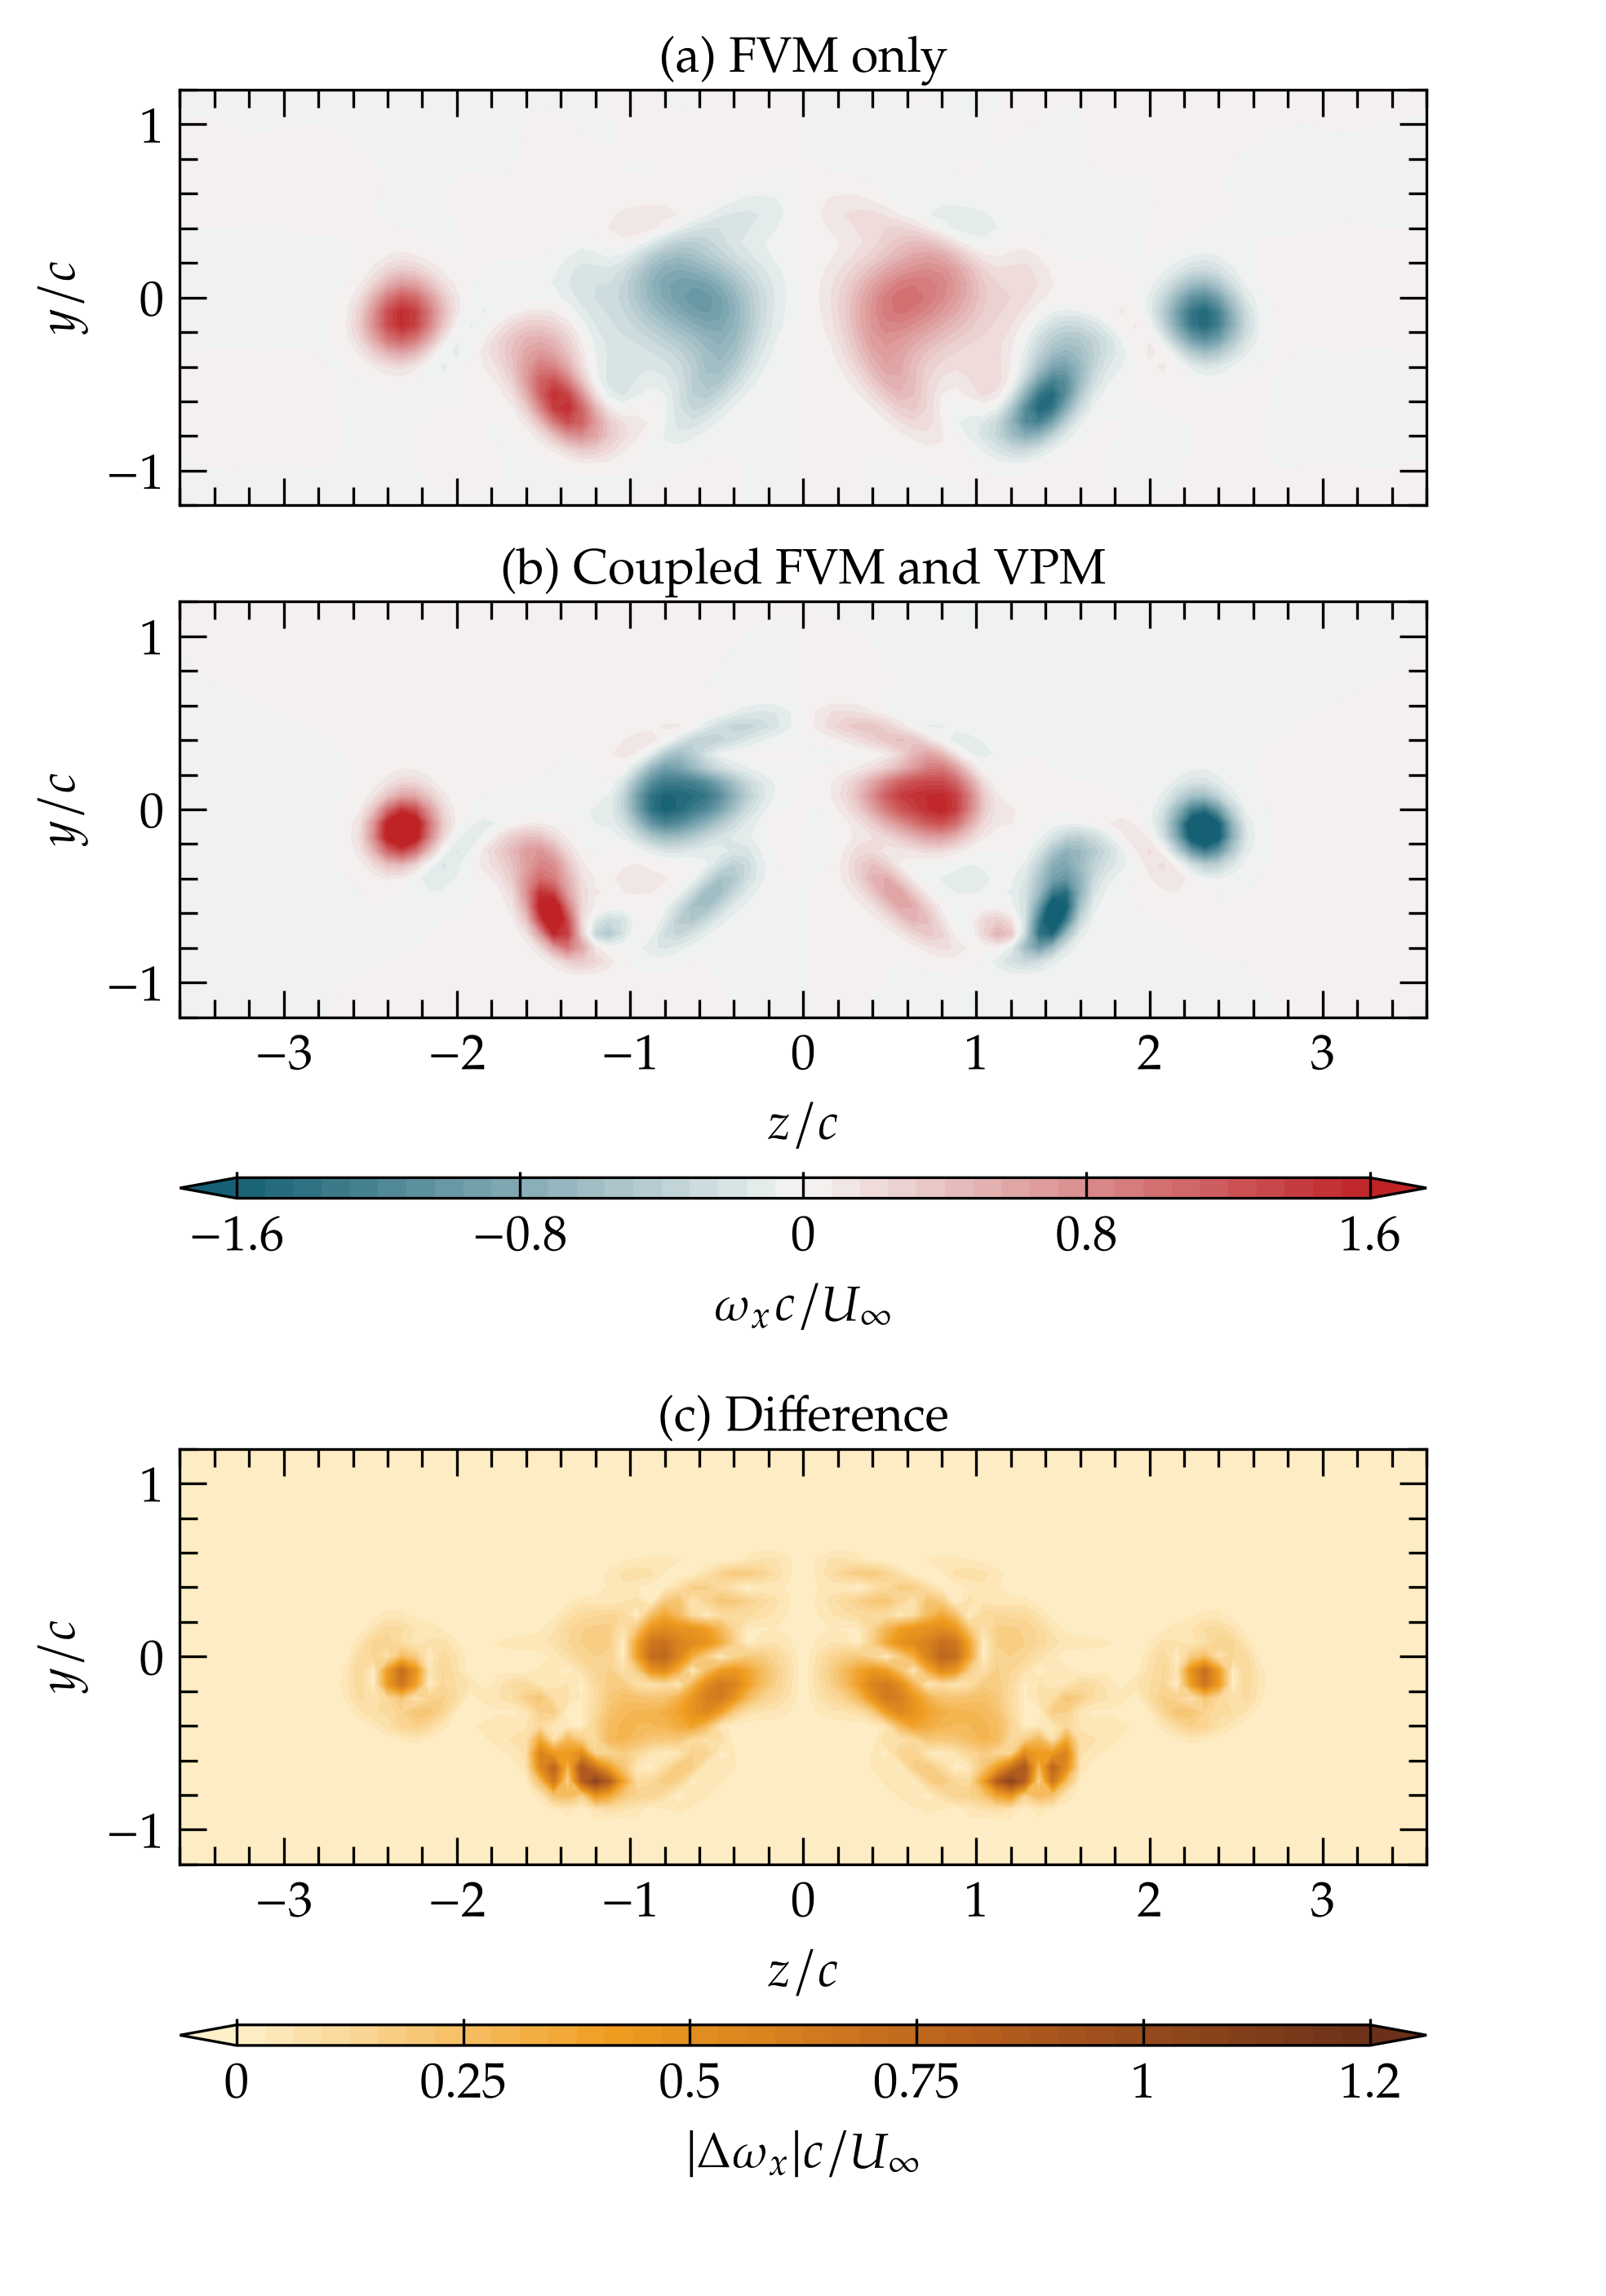 (a) FVM only
1
0
−1
y/c
(b) Coupled FVM and VPM
1
0
−1
y/c
−3 −2 −1 0 1 2 3
z/c
−1.6 −0.8 0 0.8 1.6
ωₓc/U∞
(c) Difference
1
0
−1
y/c
−3 −2 −1 0 1 2 3
z/c
0 0.25 0.5 0.75 1 1.2
|Δωₓ|c/U∞